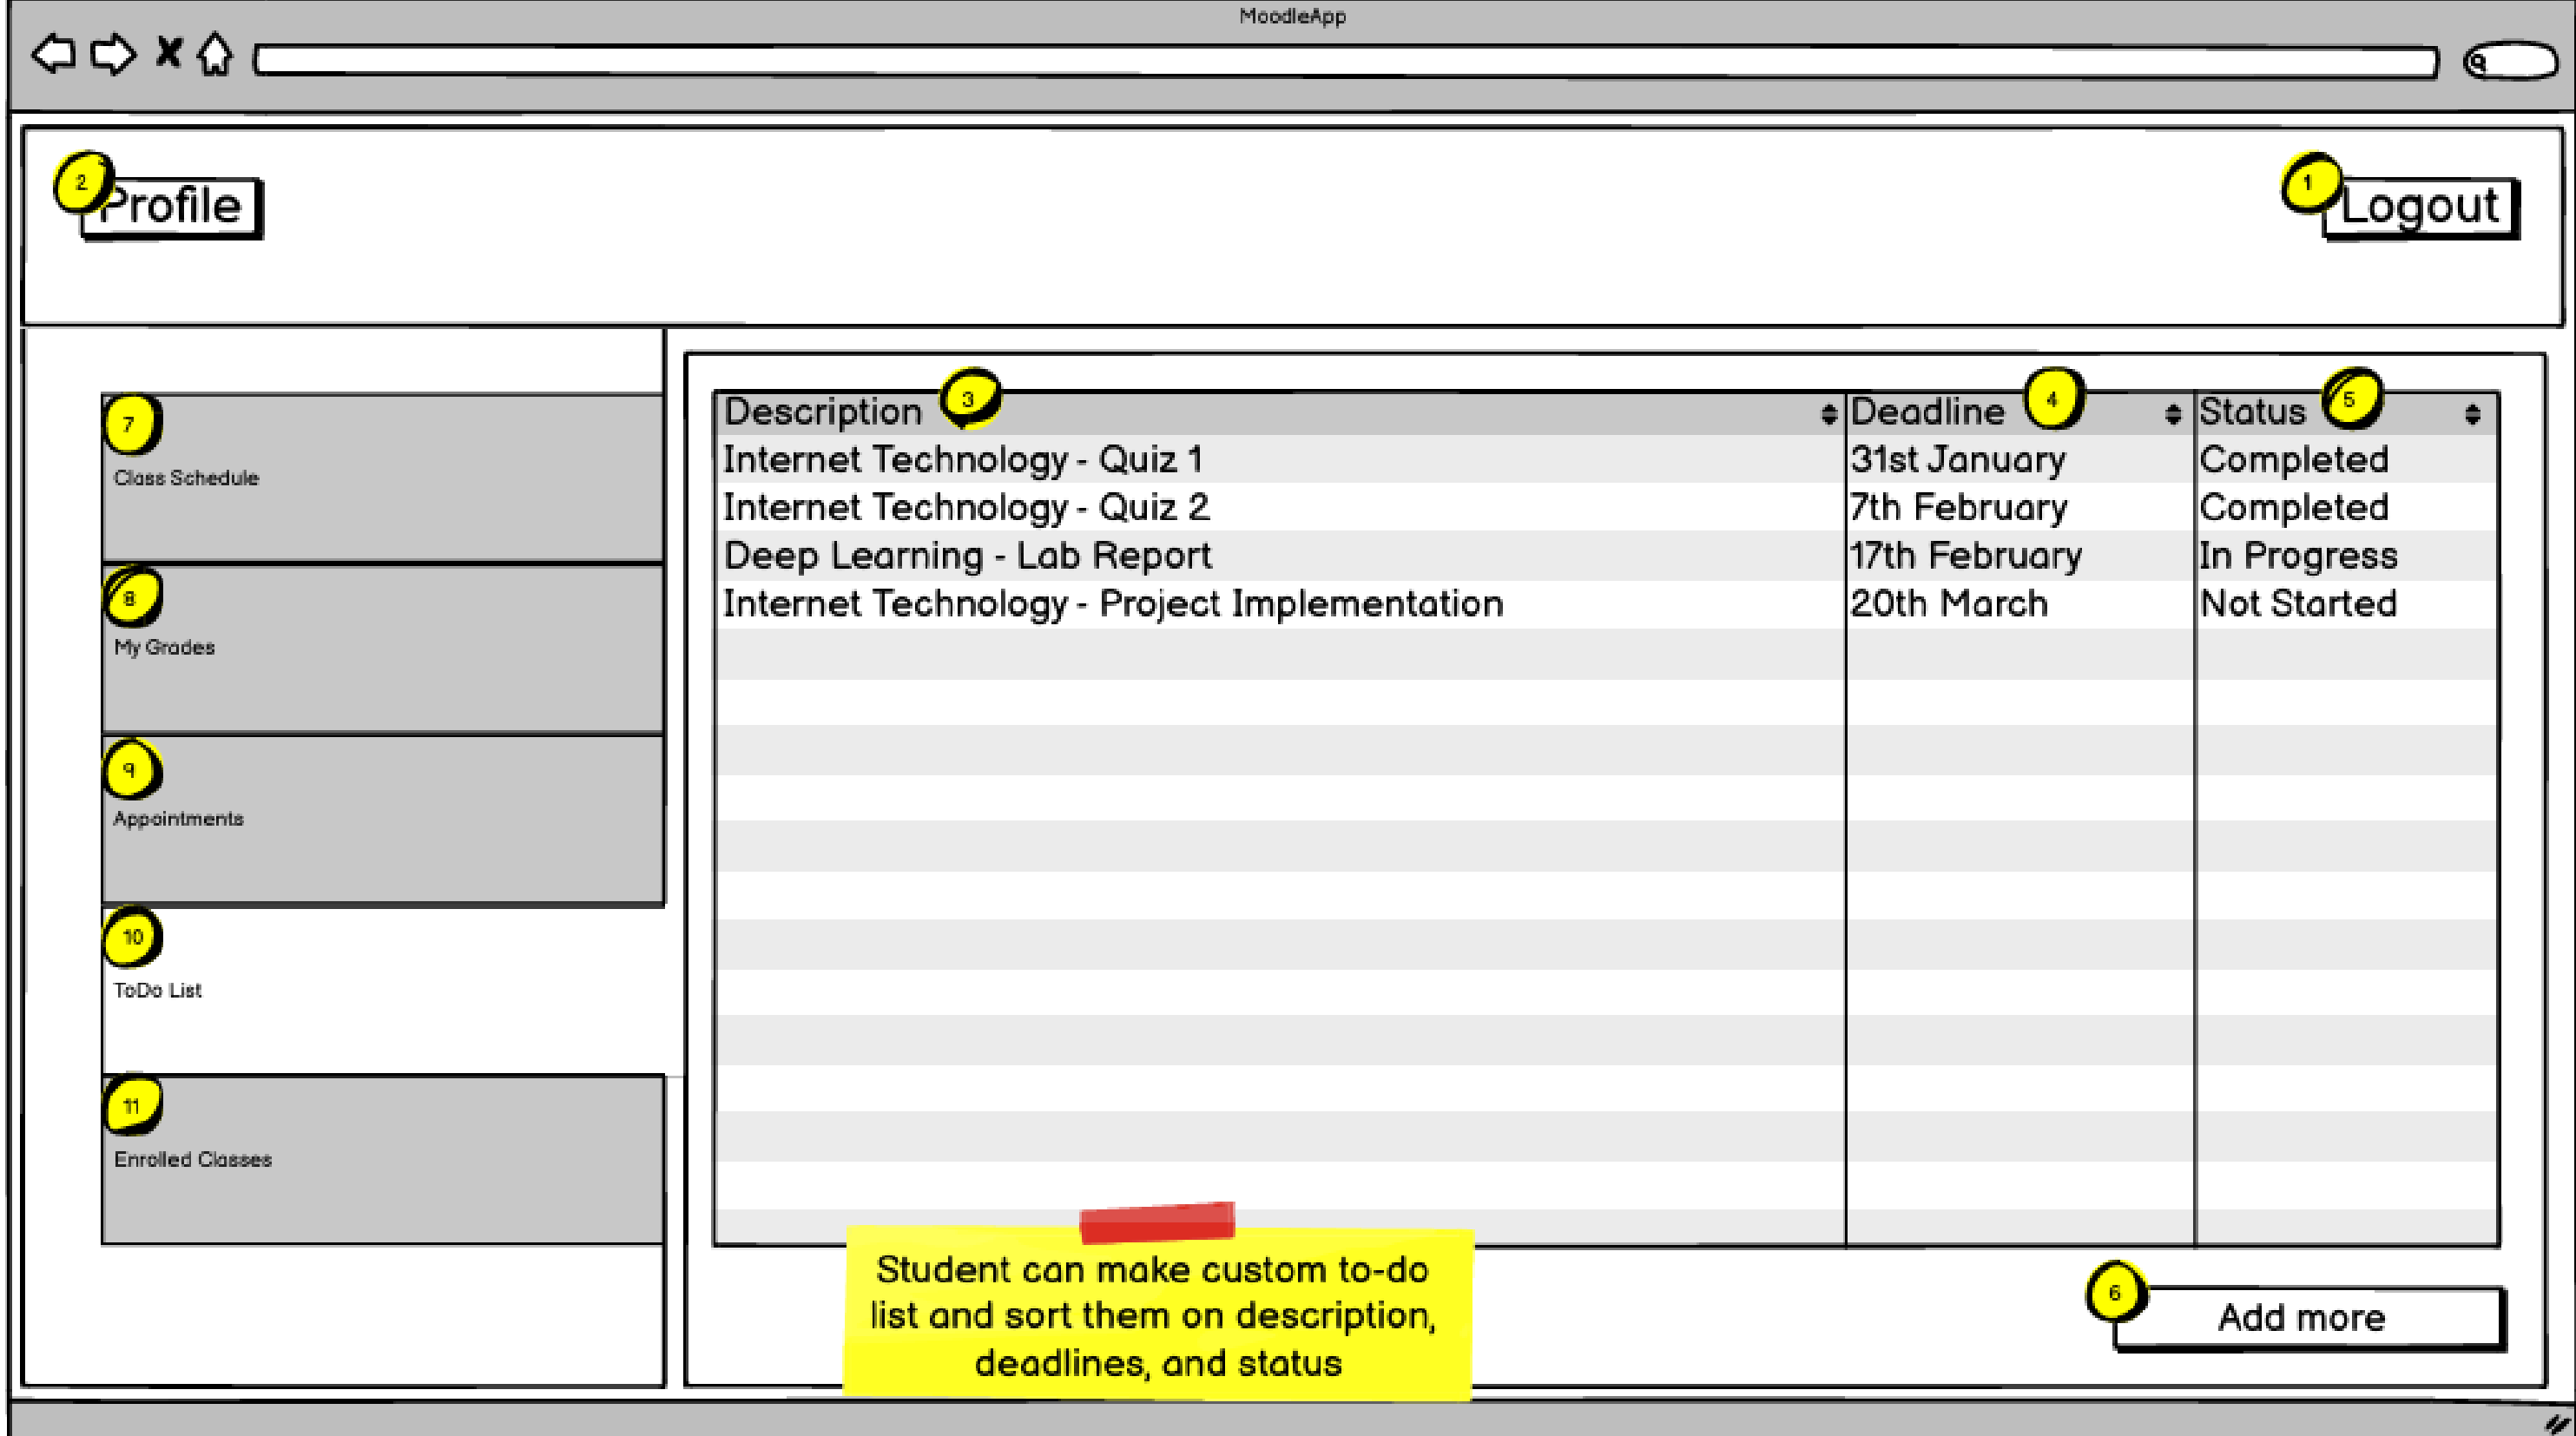 MoodleApp
2
Profile
1
Logout
7
Class Schedule
8
My Grades
9
Appointments
10
ToDo List
11
Enrolled Classes
Description 3 Deadline 4 Status 5
Internet Technology - Quiz 1 31st January Completed
Internet Technology - Quiz 2 7th February Completed
Deep Learning - Lab Report 17th February In Progress
Internet Technology - Project Implementation 20th March Not Started
Student can make custom to-do
list and sort them on description,
deadlines, and status
6
Add more